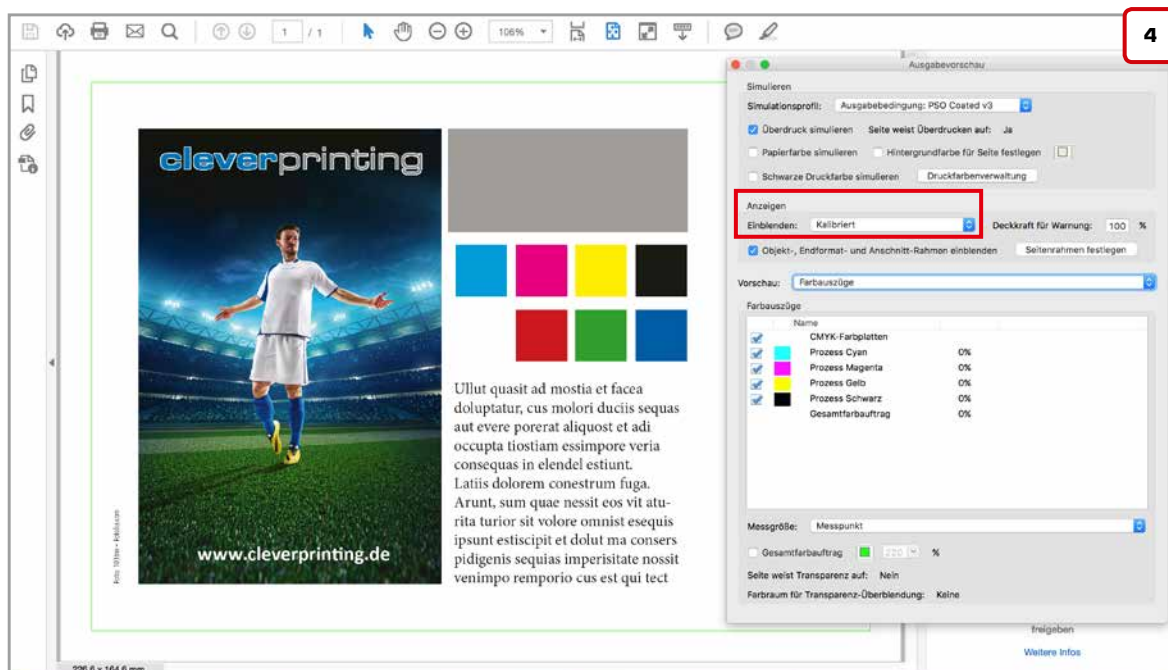 1 / 1
106%
4
cleverprinting
www.cleverprinting.de
Ullut quasit ad mostia et facea
doluptatur, cus molori duciis sequas
aut evere porerat aliquost et adi
occupta tiostiam essimpore veria
consequas in elendel estiunt.
Latiis dolorem conestrum fuga.
Arunt, sum quae nessit eos vit atu-
rita turior sit volore omnist esequis
ipsunt estiscipit et dolut ma consers
pidigenis sequias imperisitate nossit
venimpo remporio cus est qui tect
Ausgabevorschau
Simulieren
Simulationsprofil: Ausgabebedingung: PSO Coated v3
Überdruck simulieren Seite weist Überdrucken auf: Ja
Papierfarbe simulieren Hintergrundfarbe für Seite festlegen
Schwarze Druckfarbe simulieren Druckfarbenverwaltung
Anzeigen
Einblenden: Kalibriert Deckkraft für Warnung: 100 %
Objekt-, Endformat- und Anschnitt-Rahmen einblenden Seitenrahmen festlegen
Vorschau: Farbauszüge
Farbauszüge
Name
CMYK-Farbplatten
Prozess Cyan 0%
Prozess Magenta 0%
Prozess Gelb 0%
Prozess Schwarz 0%
Gesamtfarbauftrag 0%
Messgröße: Messpunkt
Gesamtfarbauftrag 220 %
Seite weist Transparenz auf: Nein
Farbraum für Transparenz-Überblendung: Keine
freigeben
Weitere Infos